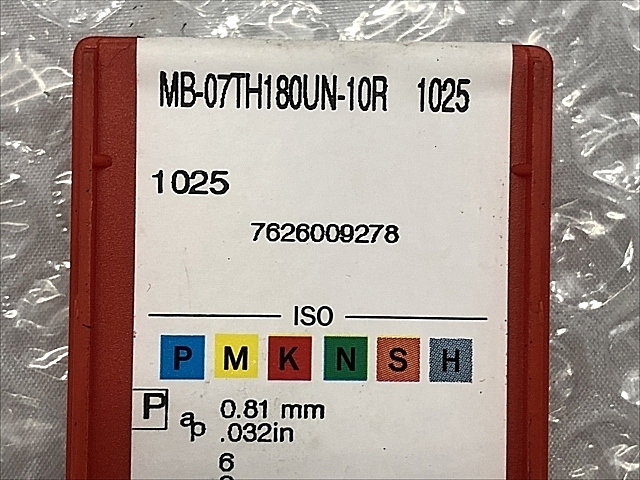 MB-07TH180UN-10R 1025
1025
7626009278
ISO
P M K N S H
P ap 0.81 mm
.032in
6